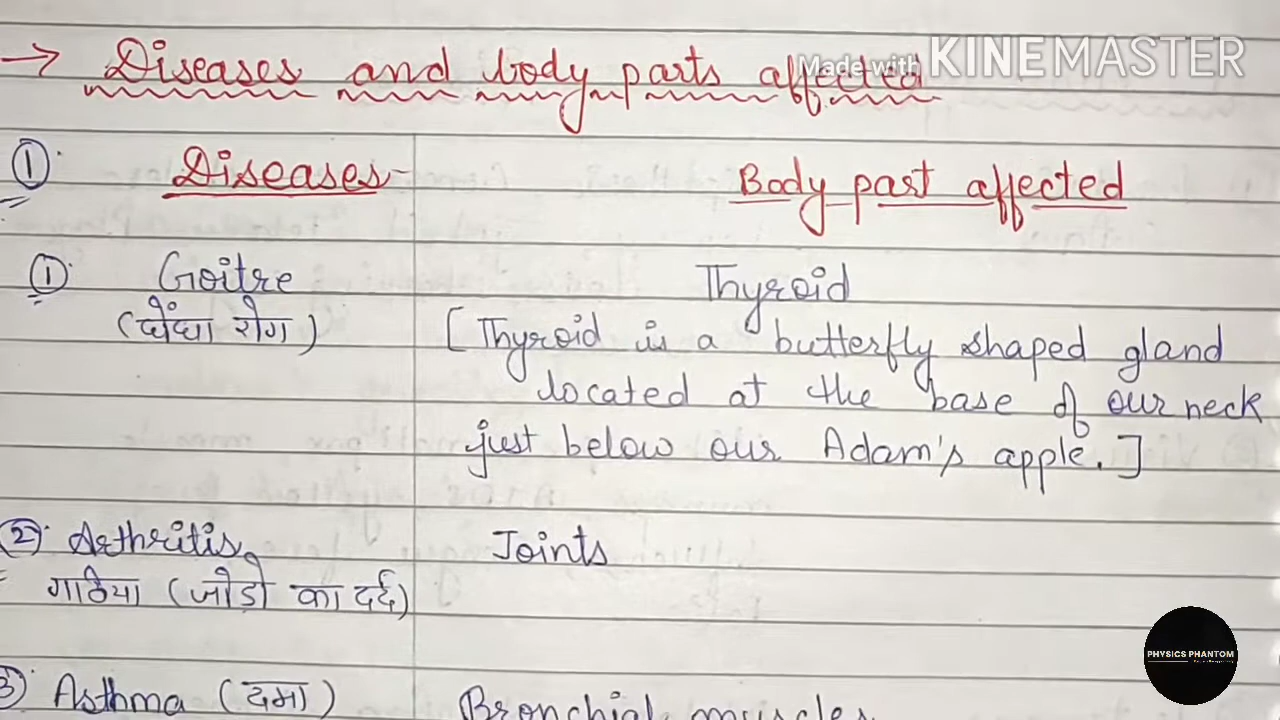 Made with KINEMASTER
→ Diseases and body parts affected
① Diseases- Body part affected
① Goitre Thyroid
(घेंघा रोग) [Thyroid is a butterfly shaped gland
located at the base of our neck
just below our Adam's apple.]
② Arthritis Joints
गाठिया (जोड़ो का दर्द)
③ Asthma (दमा) Bronchial muscles
PHYSICS PHANTOM